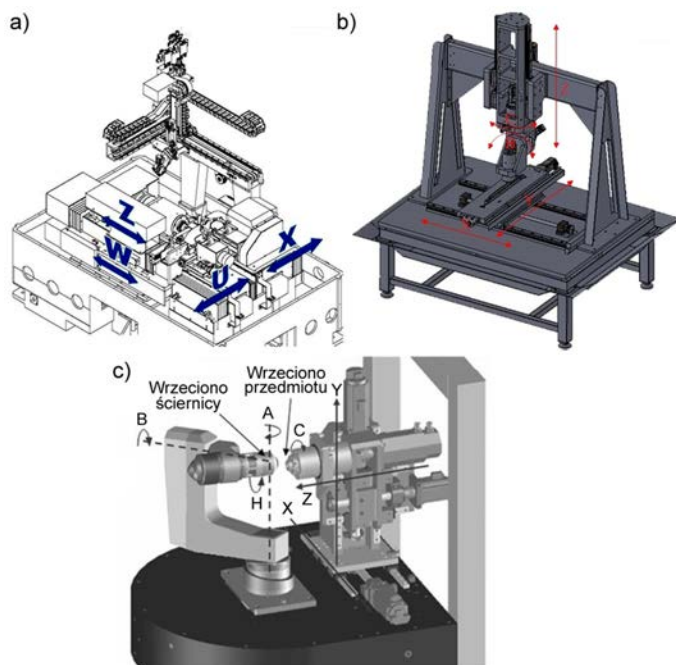 a)
b)
Z
W
U
X
Z
c)
Wrzeciono
ściernicy
Wrzeciono
przedmiotu
B
A
C
Y
Z
H
X